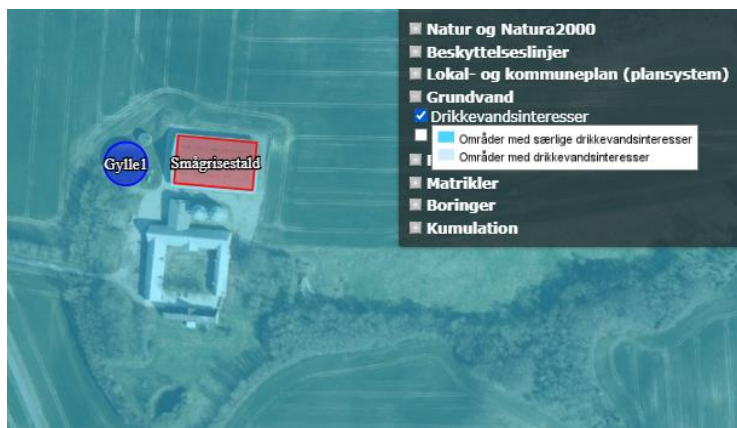 Natur og Natura2000
Beskyttelseslinjer
Lokal- og kommuneplan (plansystem)
Grundvand
Drikkevandsinteresser
Områder med særlige drikkevandsinteresser
Områder med drikkevandsinteresser
Matrikler
Boringer
Kumulation
Gylle1
Smågrisestald